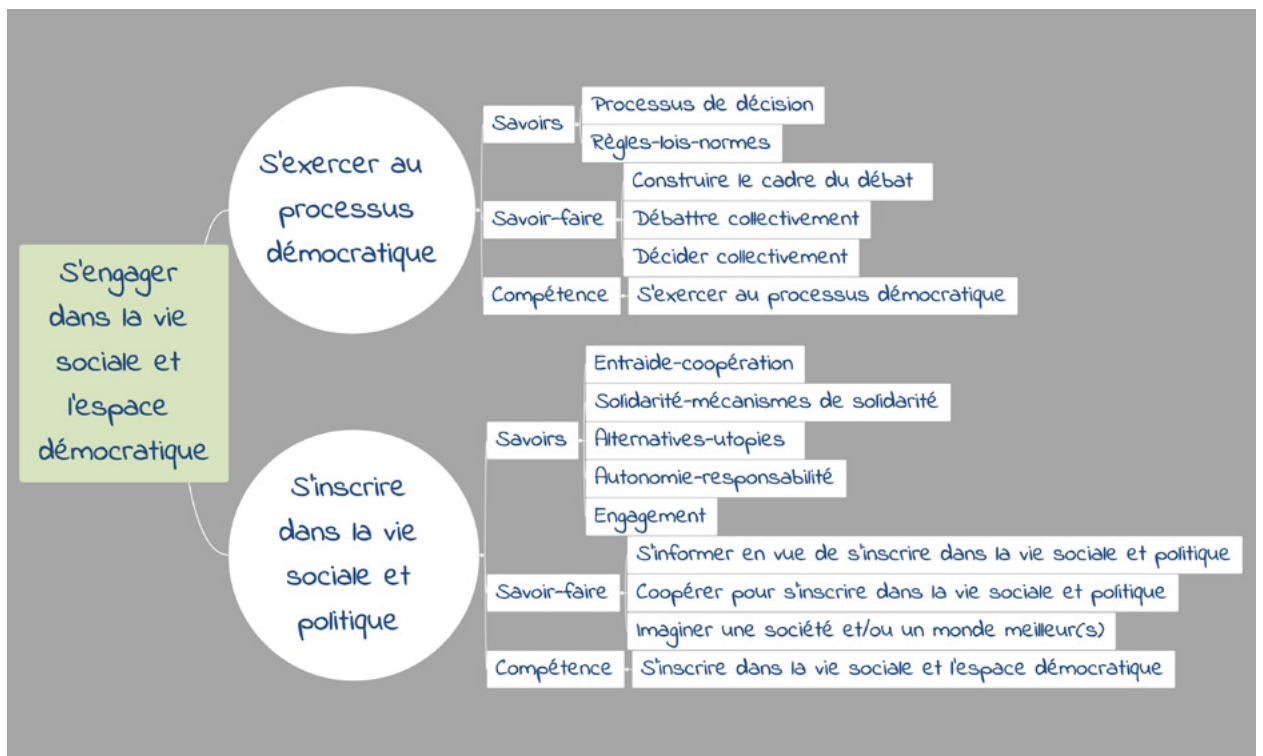 S'engager
dans la vie
sociale et
l'espace
démocratique
S'exercer au
processus
démocratique
Savoirs
Processus de décision
Règles-lois-normes
Savoir-faire
Construire le cadre du débat
Débattre collectivement
Décider collectivement
Compétence
S'exercer au processus démocratique
S'inscrire
dans la vie
sociale et
politique
Savoirs
Entraide-coopération
Solidarité-mécanismes de solidarité
Alternatives-utopies
Autonomie-responsabilité
Engagement
Savoir-faire
S'informer en vue de s'inscrire dans la vie sociale et politique
Coopérer pour s'inscrire dans la vie sociale et politique
Imaginer une société et/ou un monde meilleur(s)
Compétence
S'inscrire dans la vie sociale et l'espace démocratique